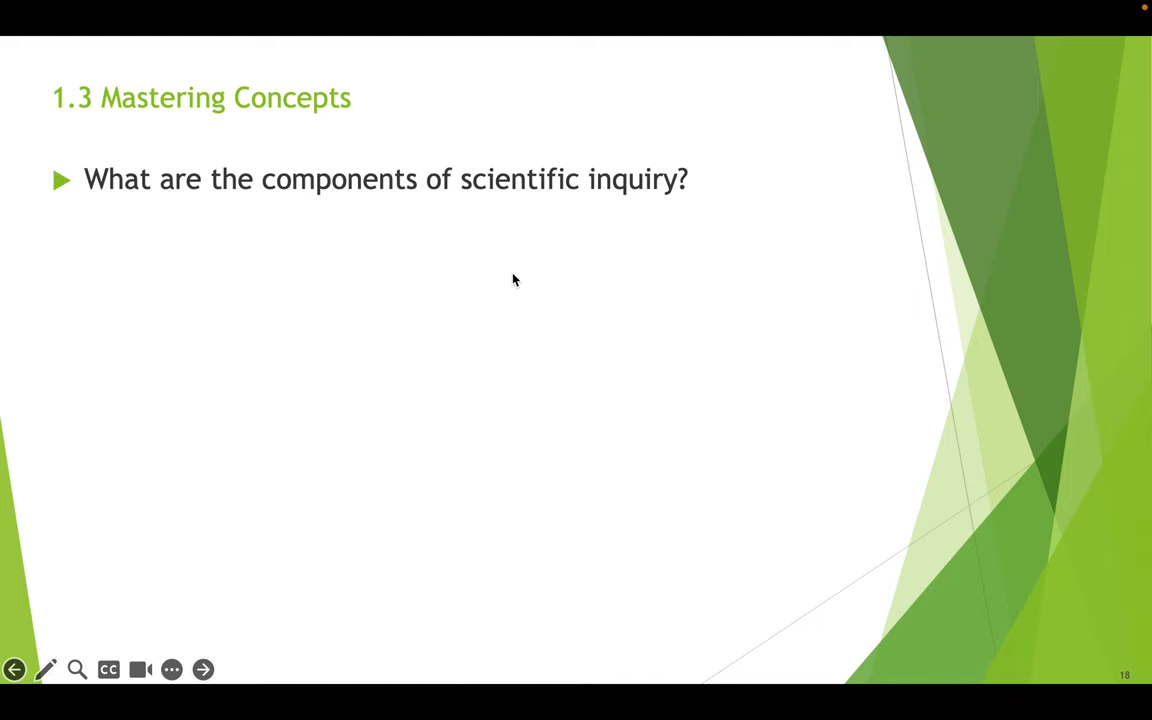 1.3 Mastering Concepts
What are the components of scientific inquiry?
CC
18